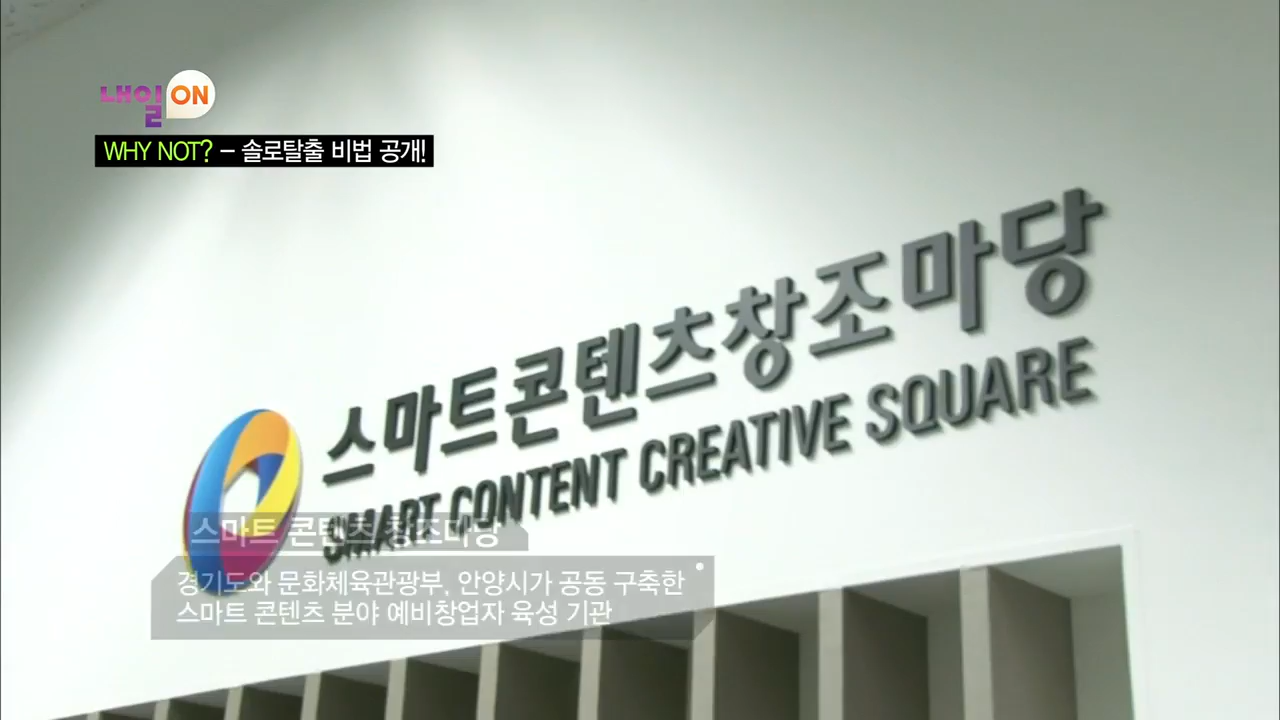 내일 ON
WHY NOT? - 솔로탈출 비법 공개!
스마트콘텐츠창조마당
SMART CONTENT CREATIVE SQUARE
스마트 콘텐츠 창조마당
경기도와 문화체육관광부, 안양시가 공동 구축한
스마트 콘텐츠 분야 예비창업자 육성 기관